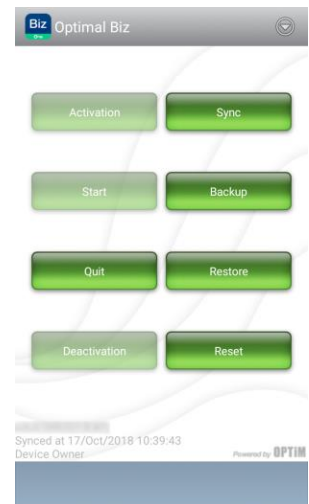 Biz Optimal Biz
Activation Sync
Start Backup
Quit Restore
Deactivation Reset
Synced at 17/Oct/2018 10:39:43
Device Owner Powered by OPTiM